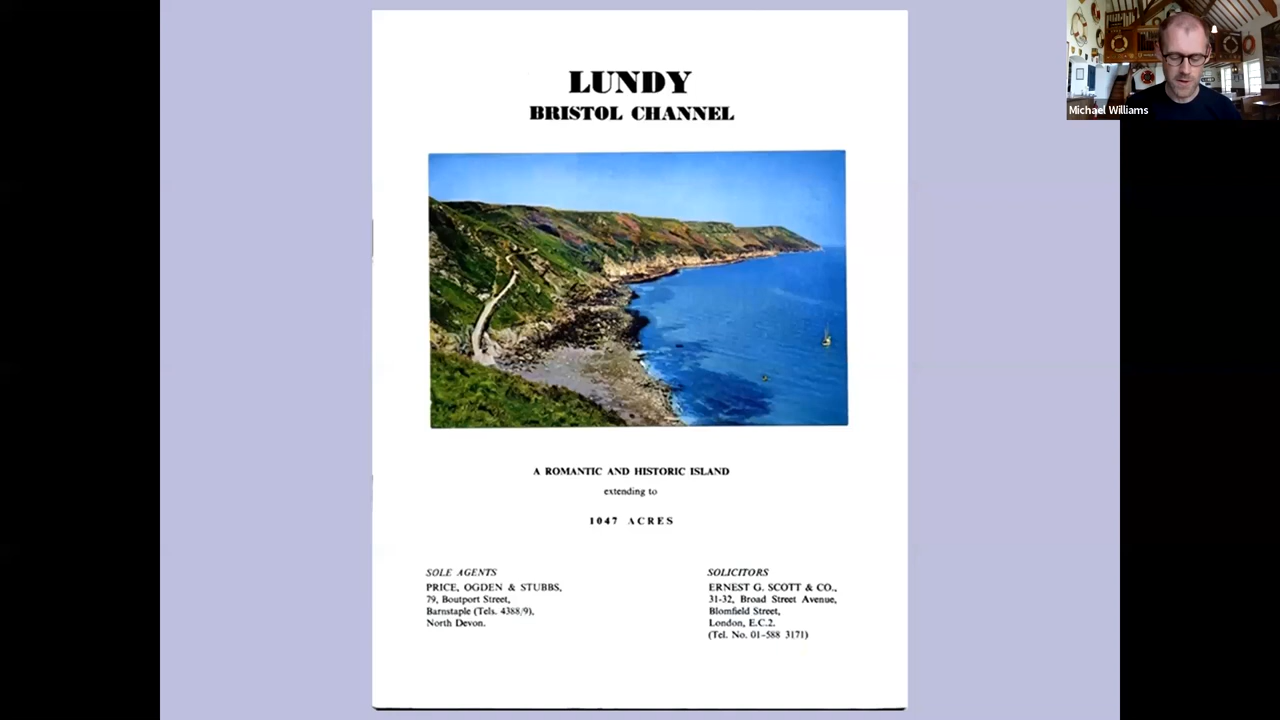 LUNDY
BRISTOL CHANNEL
A ROMANTIC AND HISTORIC ISLAND
extending to
1047 ACRES
SOLE AGENTS
PRICE, OGDEN & STUBBS,
79, Boutport Street,
Barnstaple (Tels. 4388/9),
North Devon.
SOLICITORS
ERNEST G. SCOTT & CO.,
31-32, Broad Street Avenue,
Blomfield Street,
London, E.C.2.
(Tel. No. 01-588 3171)
Michael Williams